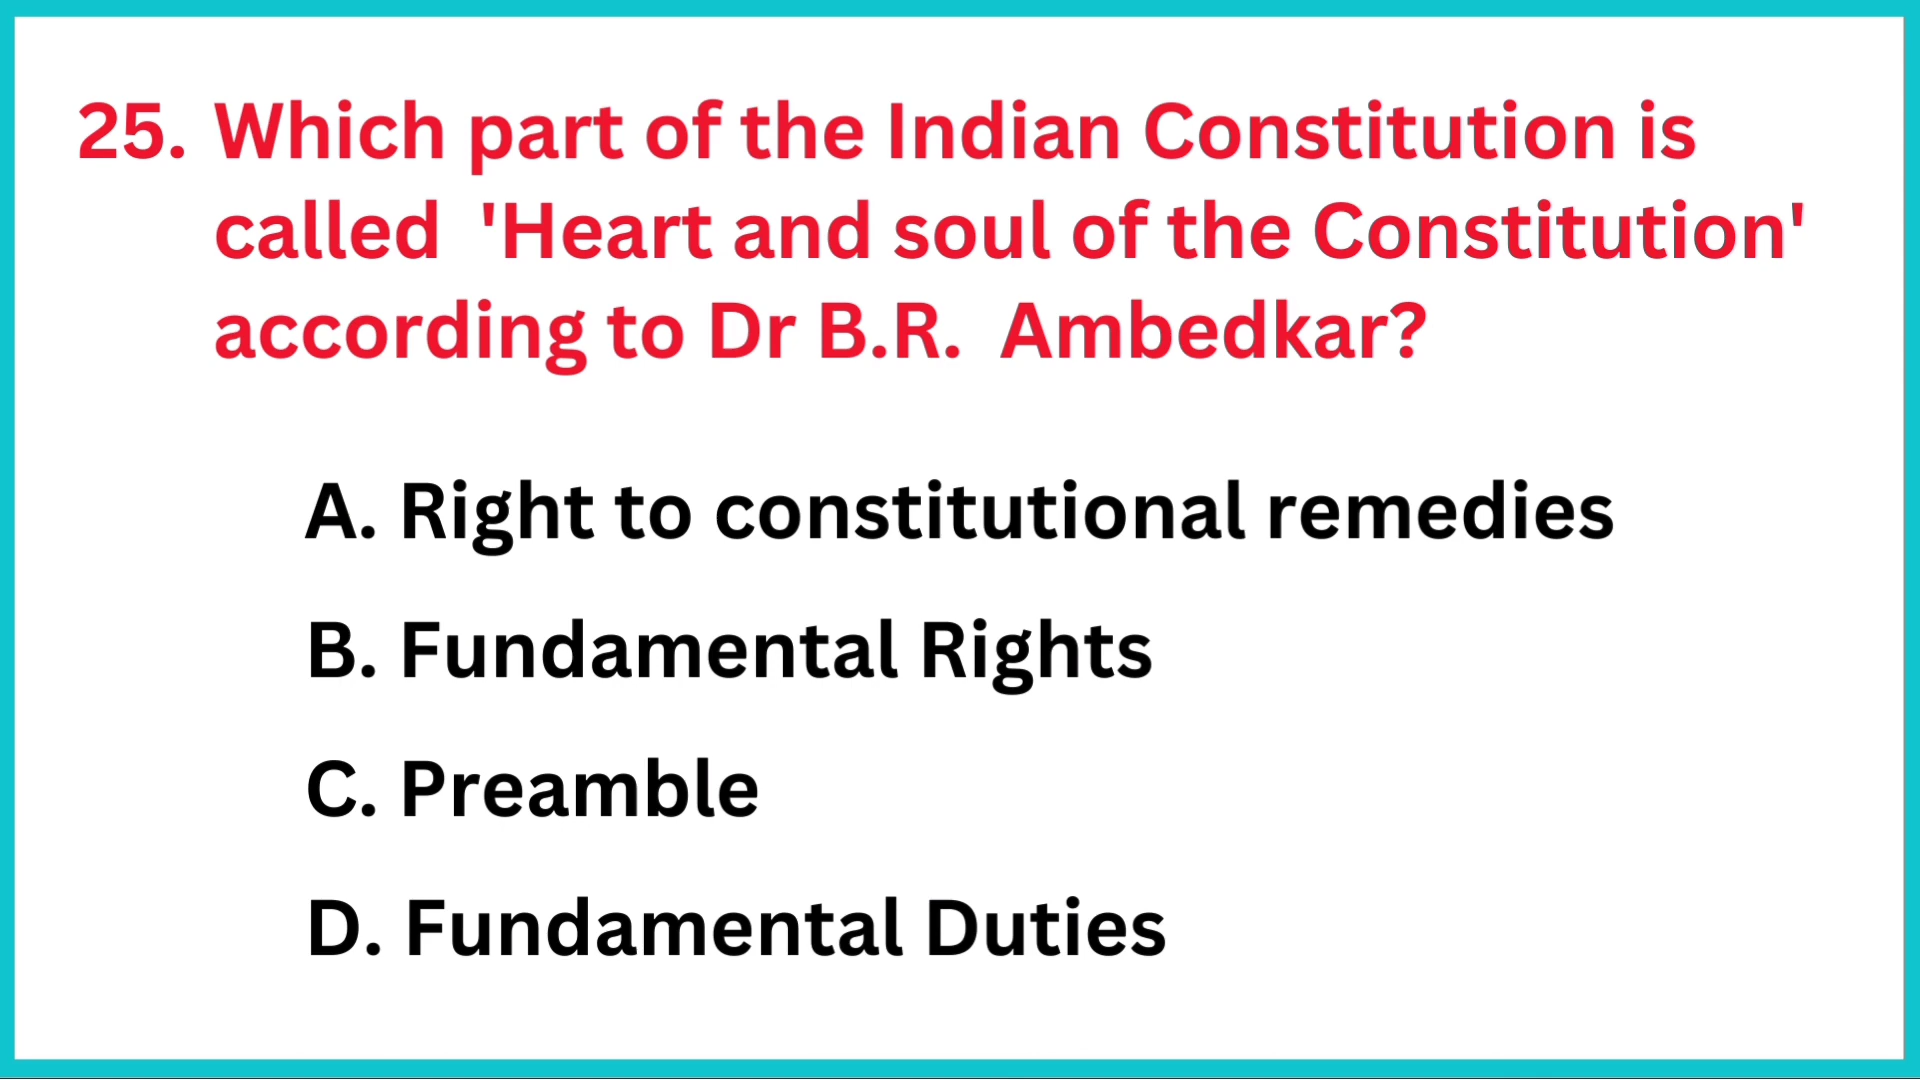 25. Which part of the Indian Constitution is
called 'Heart and soul of the Constitution'
according to Dr B.R. Ambedkar?
A. Right to constitutional remedies
B. Fundamental Rights
C. Preamble
D. Fundamental Duties